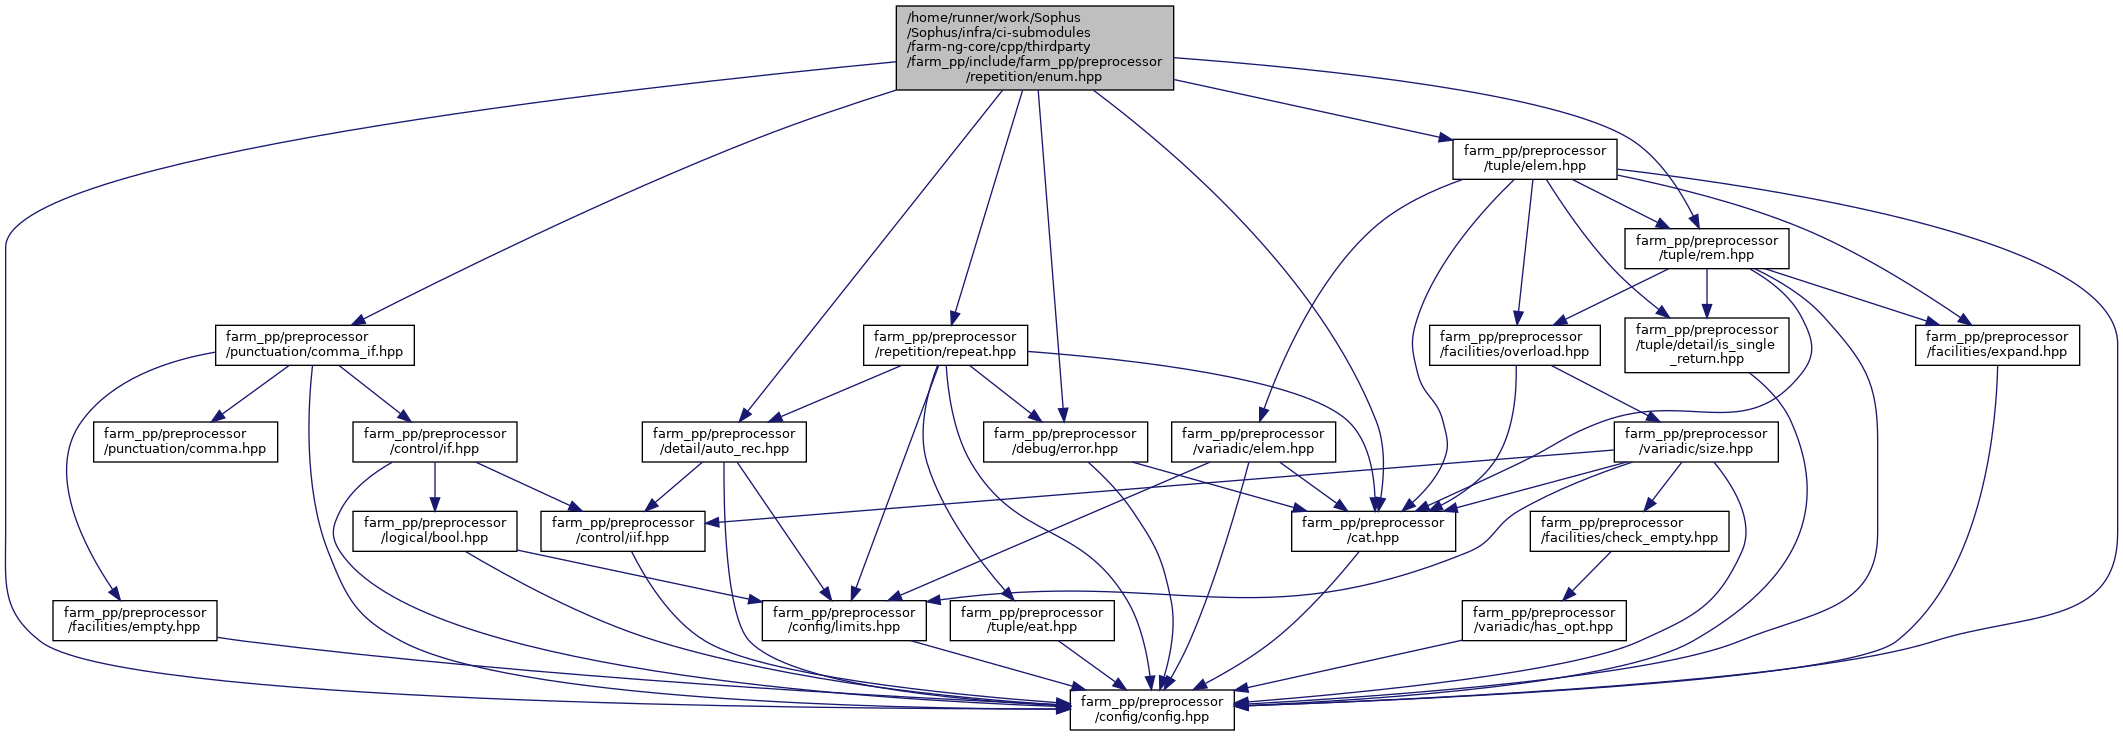 /home/runner/work/Sophus
/Sophus/infra/ci-submodules
/farm-ng-core/cpp/thirdparty
/farm_pp/include/farm_pp/preprocessor
/repetition/enum.hpp
farm_pp/preprocessor
/tuple/elem.hpp
farm_pp/preprocessor
/tuple/rem.hpp
farm_pp/preprocessor
/punctuation/comma_if.hpp
farm_pp/preprocessor
/repetition/repeat.hpp
farm_pp/preprocessor
/facilities/overload.hpp
farm_pp/preprocessor
/tuple/detail/is_single
_return.hpp
farm_pp/preprocessor
/facilities/expand.hpp
farm_pp/preprocessor
/punctuation/comma.hpp
farm_pp/preprocessor
/control/if.hpp
farm_pp/preprocessor
/detail/auto_rec.hpp
farm_pp/preprocessor
/debug/error.hpp
farm_pp/preprocessor
/variadic/elem.hpp
farm_pp/preprocessor
/variadic/size.hpp
farm_pp/preprocessor
/logical/bool.hpp
farm_pp/preprocessor
/control/iif.hpp
farm_pp/preprocessor
/cat.hpp
farm_pp/preprocessor
/facilities/check_empty.hpp
farm_pp/preprocessor
/facilities/empty.hpp
farm_pp/preprocessor
/config/limits.hpp
farm_pp/preprocessor
/tuple/eat.hpp
farm_pp/preprocessor
/variadic/has_opt.hpp
farm_pp/preprocessor
/config/config.hpp